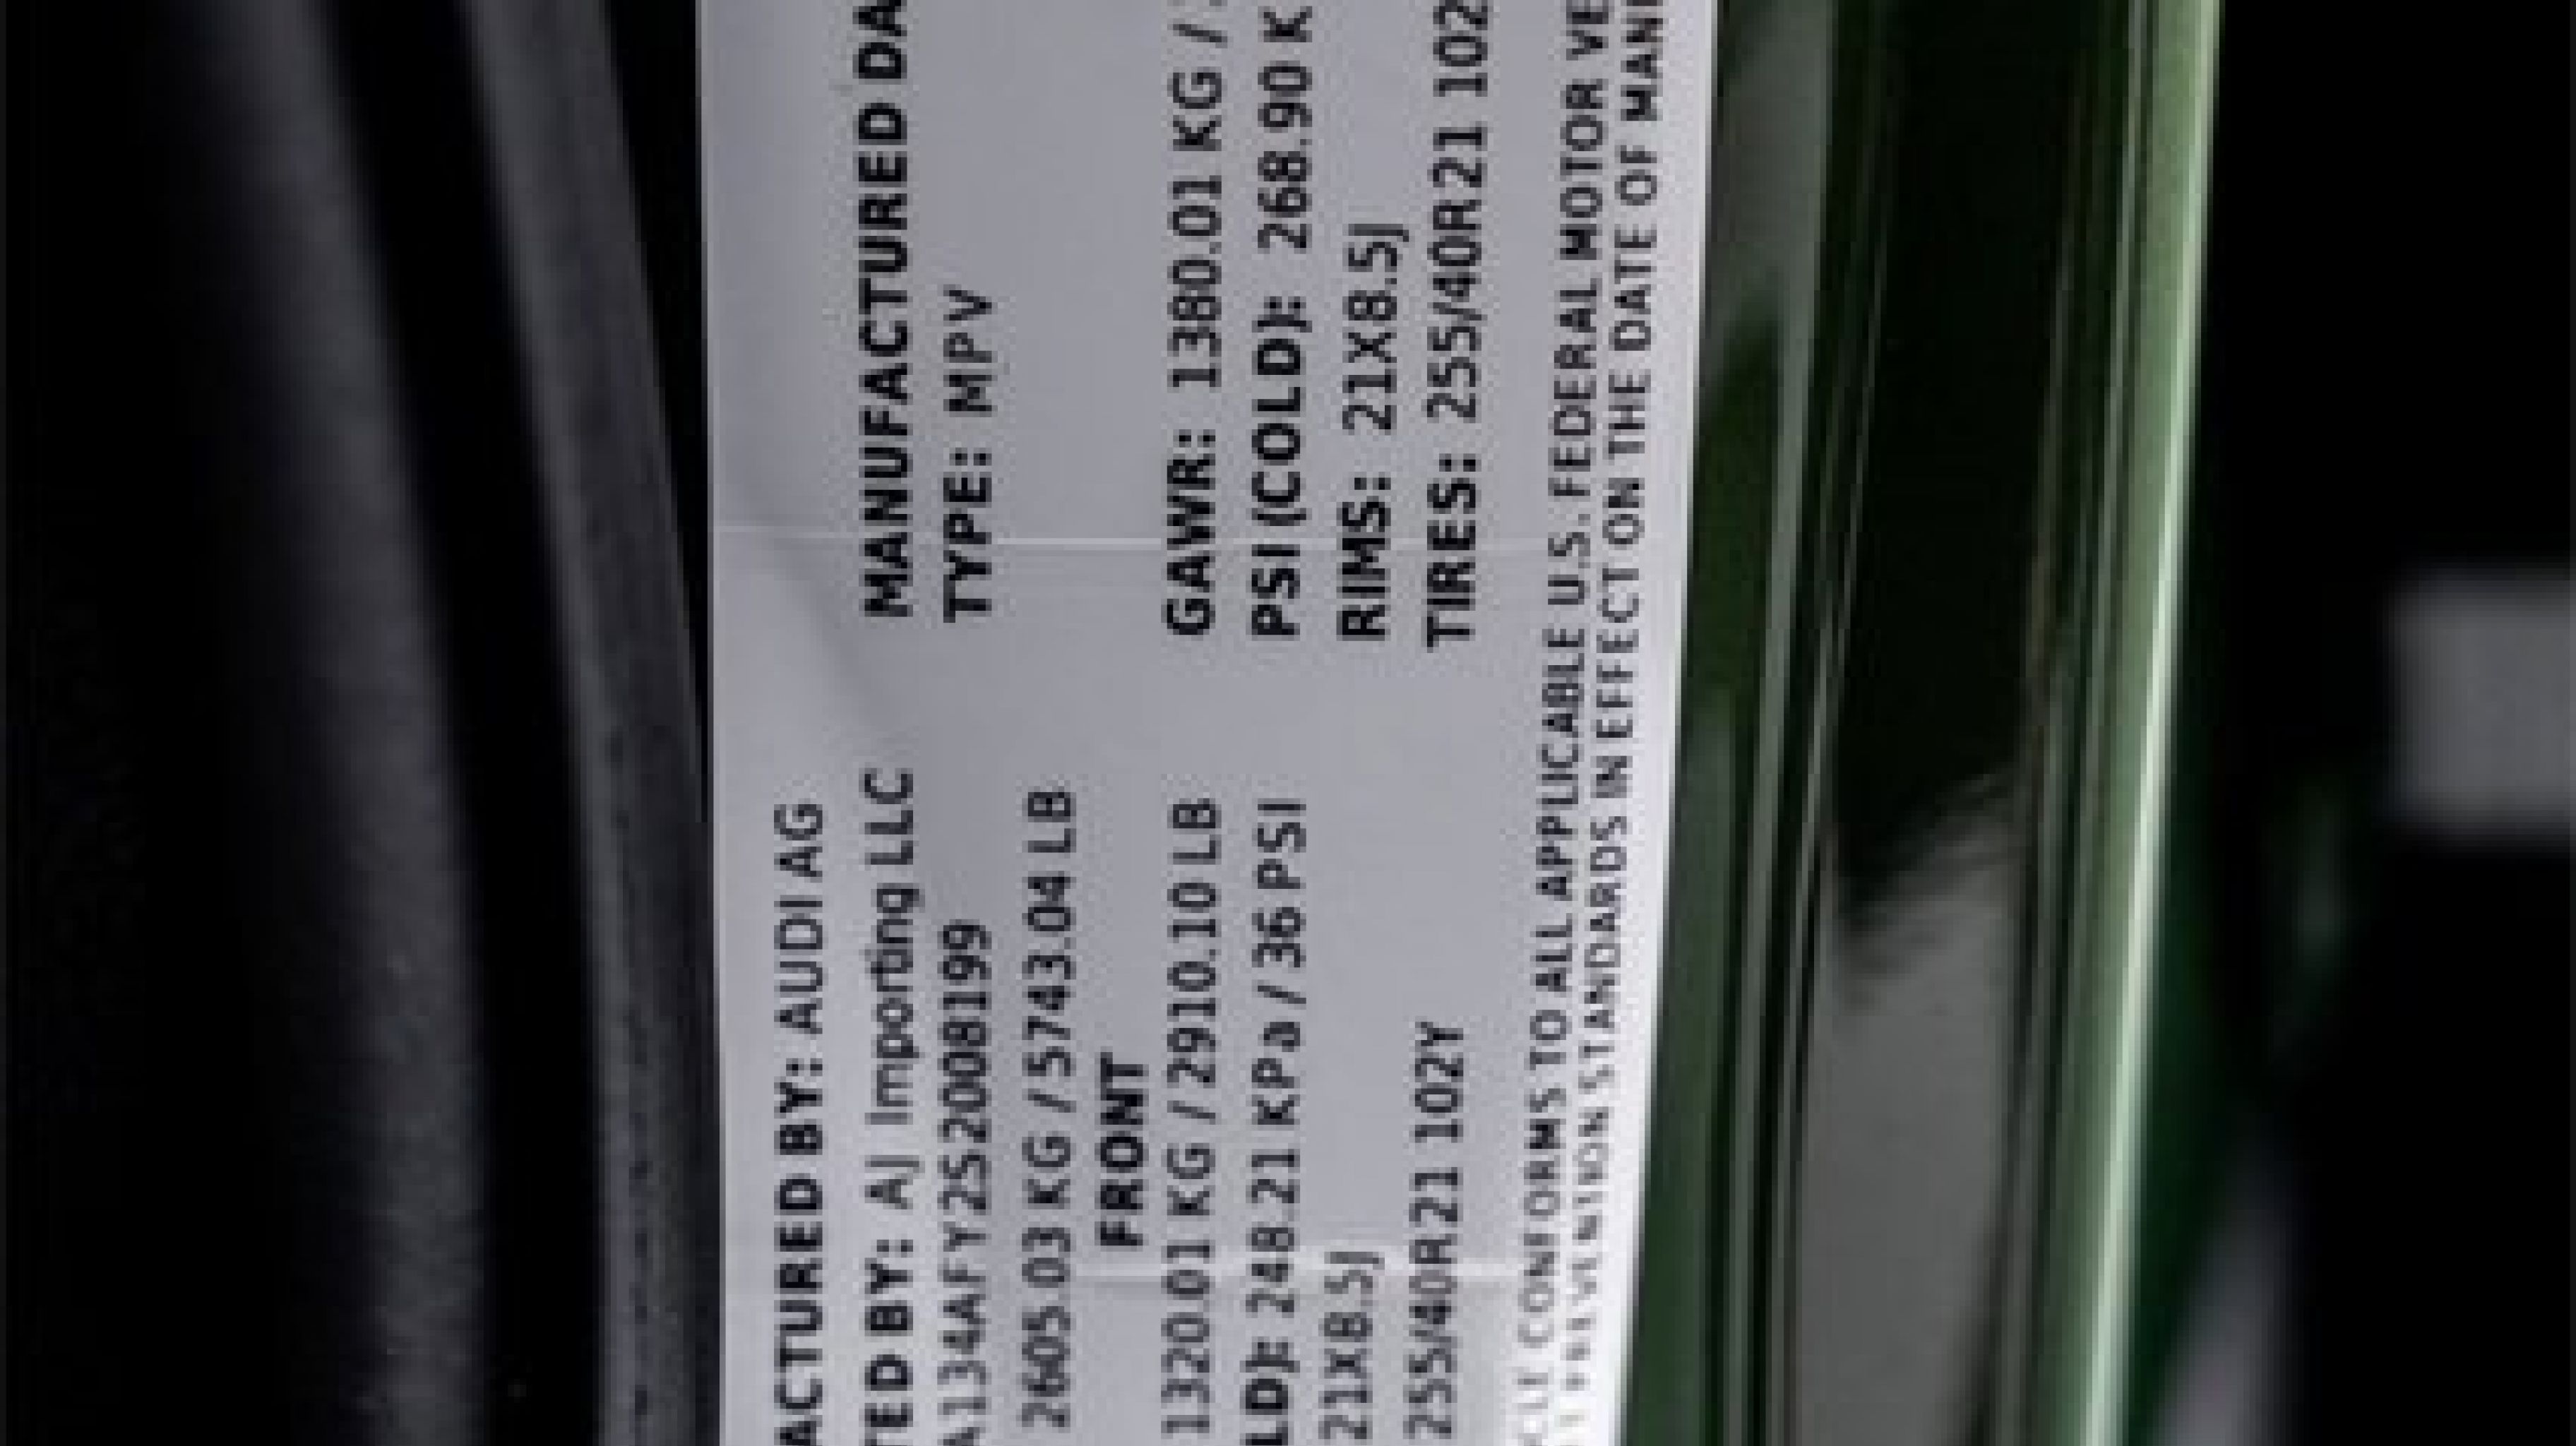 ACTURED BY: AUDI AG
TED BY: AJ Importing LLC MANUFACTURED DA
A134AFY2S2008199 TYPE: MPV
2605.03 KG / 5743.04 LB
FRONT
1320.01 KG / 2910.10 LB GAWR: 1380.01 KG /
LD): 248.21 KPa / 36 PSI PSI (COLD): 268.90 K
21X8.5J RIMS: 21X8.5J
255/40R21 102Y TIRES: 255/40R21 102
CLE CONFORMS TO ALL APPLICABLE U.S. FEDERAL MOTOR VE
T PREVENTION STANDARDS IN EFFECT ON THE DATE OF MAN